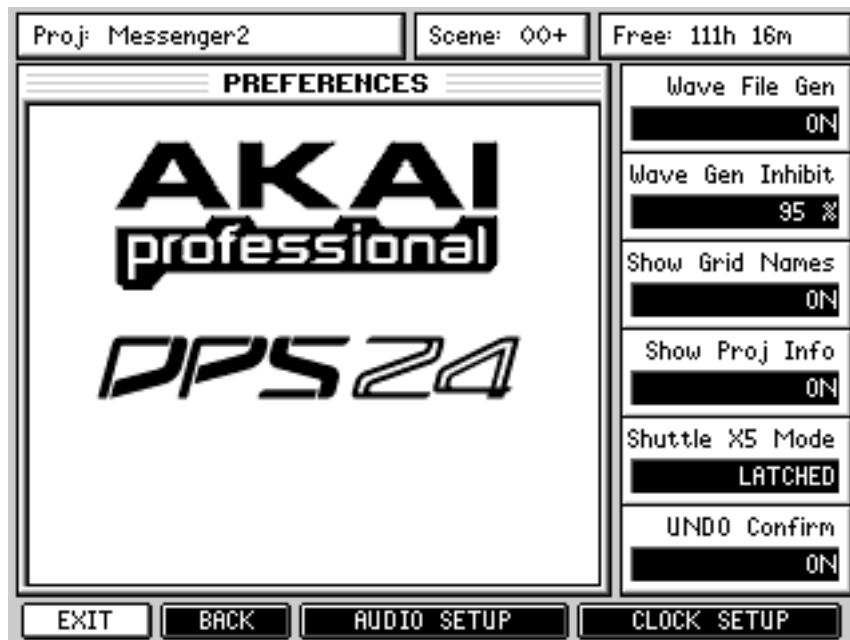 Proj: Messenger2
Scene: 00+
Free: 111h 16m
PREFERENCES
AKAI
professional
DPS24
Wave File Gen
ON
Wave Gen Inhibit
95 %
Show Grid Names
ON
Show Proj Info
ON
Shuttle X5 Mode
LATCHED
UNDO Confirm
ON
EXIT
BACK
AUDIO SETUP
CLOCK SETUP